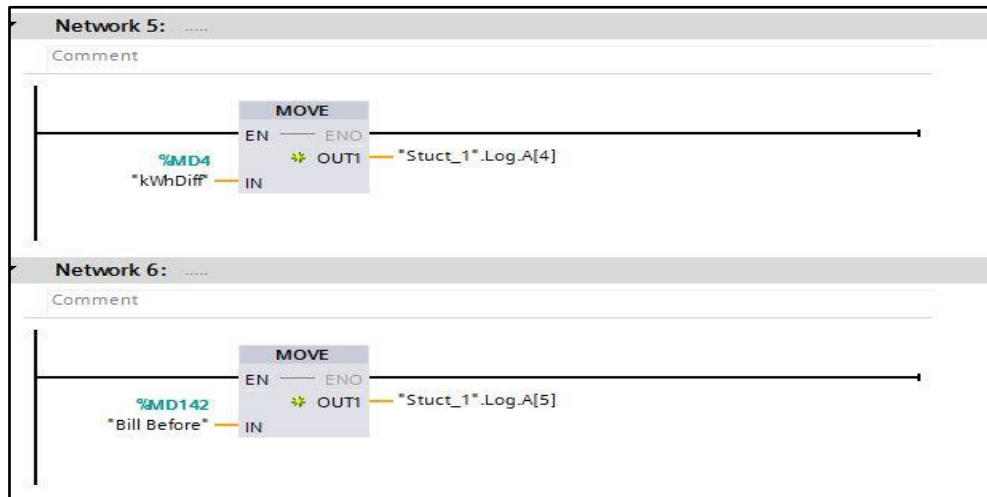 Network 5: .....
Comment
MOVE
EN ENO
%MD4 OUT1 "Stuct_1".Log.A[4]
"kWhDiff" IN
Network 6: .....
Comment
MOVE
EN ENO
%MD142 OUT1 "Stuct_1".Log.A[5]
"Bill Before" IN